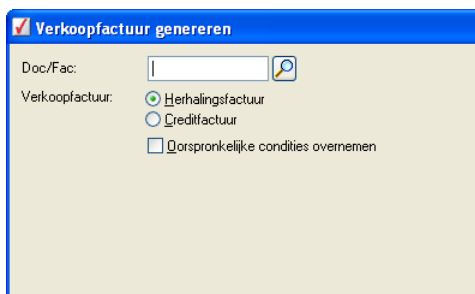 Verkoopfactuur genereren
Doc/Fac:
Verkoopfactuur: Herhalingsfactuur
Creditfactuur
Oorspronkelijke condities overnemen